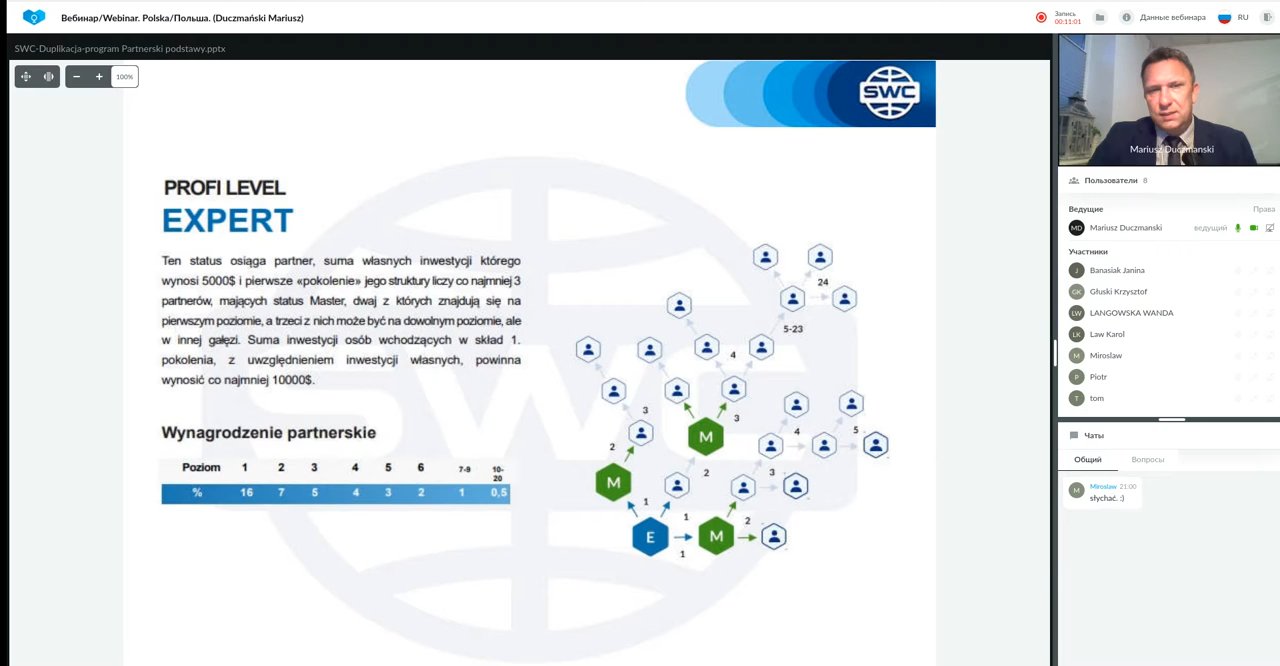 Вебинар/Webinar. Polska/Польша. (Duczmański Mariusz)
Запись
00:11:01
Данные вебинара
RU
SWC-Duplikacja-program Partnerski podstawy.pptx
100%
SWC
PROFI LEVEL
EXPERT
Ten status osiąga partner, suma własnych inwestycji którego
wynosi 5000$ i pierwsze «pokolenie» jego struktury liczy co najmniej 3
partnerów, mających status Master, dwaj z których znajdują się na
pierwszym poziomie, a trzeci z nich może być na dowolnym poziomie, ale
w innej gałęzi. Suma inwestycji osób wchodzących w skład 1.
pokolenia, z uwzględnieniem inwestycji własnych, powinna
wynosić co najmniej 10000$.
Wynagrodzenie partnerskie
Poziom 1 2 3 4 5 6 7-9 10-20
% 16 7 5 4 3 2 1 0,5
24
5-23
4
3
3
2
M
M
4
5
2
3
1
1
2
E
M
1
Mariusz Duczmanski
Пользователи 8
Ведущие
Права
MD Mariusz Duczmanski ведущий
Участники
J Banasiak Janina
GK Głuski Krzysztof
LW LANGOWSKA WANDA
LK Law Karol
M Miroslaw
P Piotr
T tom
Чаты
Общий
Вопросы
M Miroslaw 21:00
słychać. :)